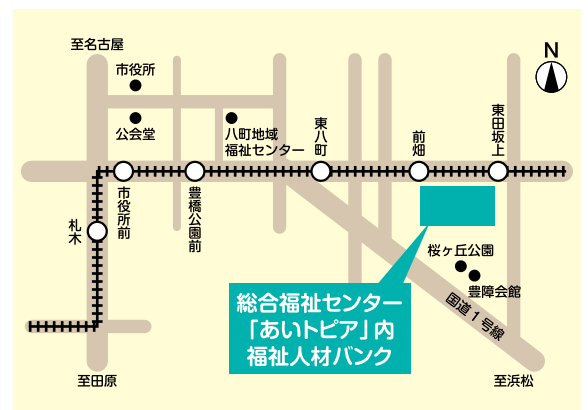 至名古屋
市役所
公会堂
八町地域
福祉センター
東八町
前畑
東田坂上
N
市役所前
豊橋公園前
札木
桜ヶ丘公園
豊障会館
国道1号線
総合福祉センター
「あいトピア」内
福祉人材バンク
至田原
至浜松